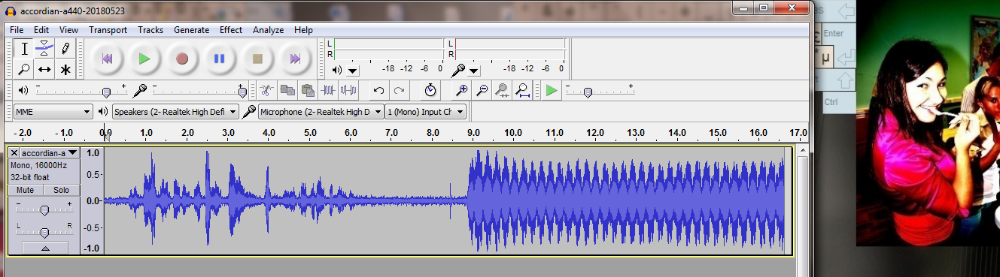 accordian-a440-20180523
File Edit View Transport Tracks Generate Effect Analyze Help
L L
R R
-18 -12 -6 0 -18 -12 -6 0
- + - + - +
MME Speakers (2- Realtek High Defi Microphone (2- Realtek High D 1 (Mono) Input Ch
-2.0 -1.0 0.0 1.0 2.0 3.0 4.0 5.0 6.0 7.0 8.0 9.0 10.0 11.0 12.0 13.0 14.0 15.0 16.0 17.0
accordian-a
Mono, 16000Hz
32-bit float
Mute Solo
- +
L R
1.0
0.5
0.0
-0.5
-1.0
Enter
µ
Ctrl